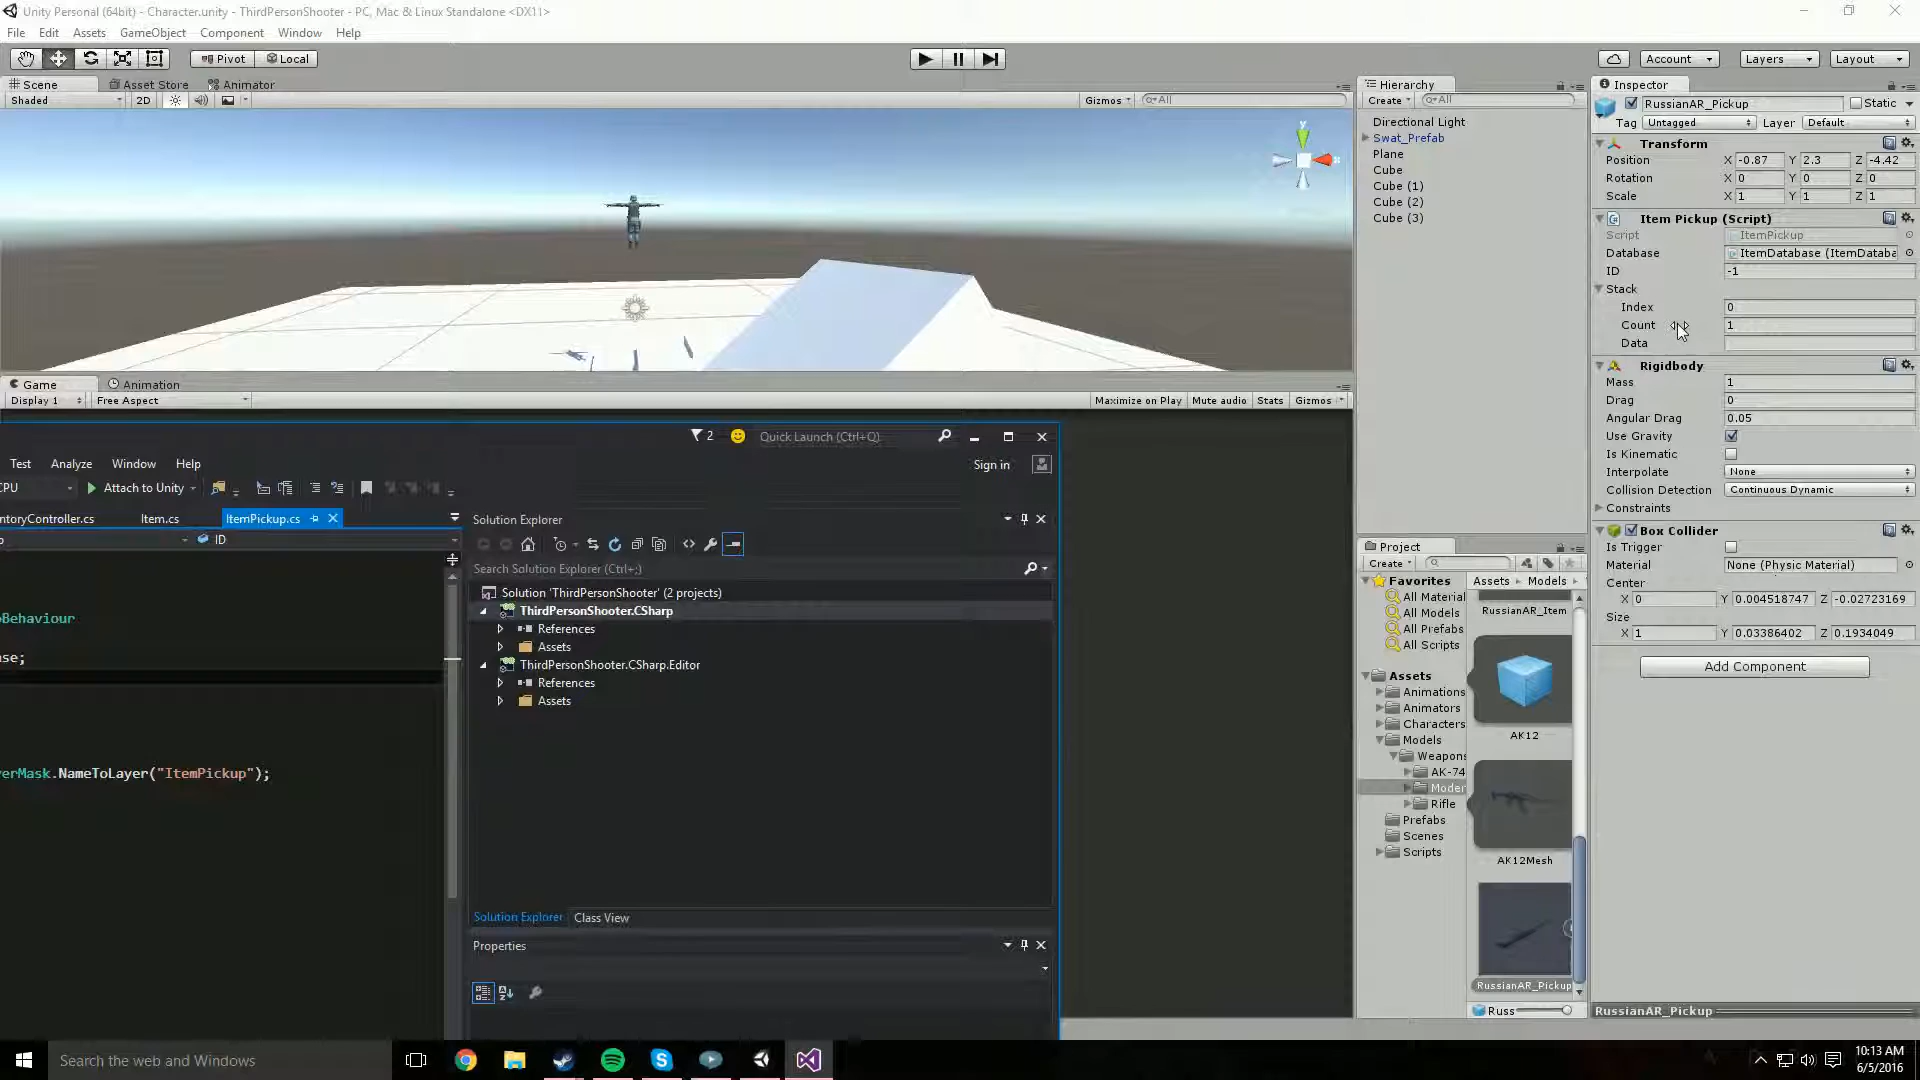 Unity Personal (64bit) - Character.unity - ThirdPersonShooter - PC, Mac & Linux Standalone <DX11>
File Edit Assets GameObject Component Window Help
Pivot Local
Account Layers Layout
Scene Asset Store Animator
Shaded 2D Gizmos All
Hierarchy
Create All
Directional Light
Swat_Prefab
Plane
Cube
Cube (1)
Cube (2)
Cube (3)
Inspector
RussianAR_Pickup Static
Tag Untagged Layer Default
Transform
Position X -0.87 Y 2.3 Z -4.42
Rotation X 0 Y 0 Z 0
Scale X 1 Y 1 Z 1
Item Pickup (Script)
Script ItemPickup
Database ItemDatabase (ItemDataba
ID -1
Stack
Index 0
Count 1
Data
Rigidbody
Mass 1
Drag 0
Angular Drag 0.05
Use Gravity
Is Kinematic
Interpolate None
Collision Detection Continuous Dynamic
Constraints
Box Collider
Is Trigger
Material None (Physic Material)
Center
X 0 Y 0.004518747 Z -0.02723169
Size
X 1 Y 0.03386402 Z 0.1934049
Add Component
RussianAR_Pickup
Game Animation
Display 1 Free Aspect Maximize on Play Mute audio Stats Gizmos
2 Quick Launch (Ctrl+Q)
Test Analyze Window Help Sign in
CPU Attach to Unity
ntoryController.cs Item.cs ItemPickup.cs
ID
oBehaviour
ase;
yerMask.NameToLayer("ItemPickup");
Solution Explorer
Search Solution Explorer (Ctrl+;)
Solution 'ThirdPersonShooter' (2 projects)
ThirdPersonShooter.CSharp
References
Assets
ThirdPersonShooter.CSharp.Editor
References
Assets
Solution Explorer Class View
Properties
Project
Create
Favorites
All Material
All Models
All Prefabs
All Scripts
Assets
Animations
Animators
Characters
Models
Weapons
AK-74
Moder
Rifle
Prefabs
Scenes
Scripts
Assets Models
RussianAR_Item
AK12
AK12Mesh
RussianAR_Pickup
Russ
Search the web and Windows
10:13 AM
6/5/2016